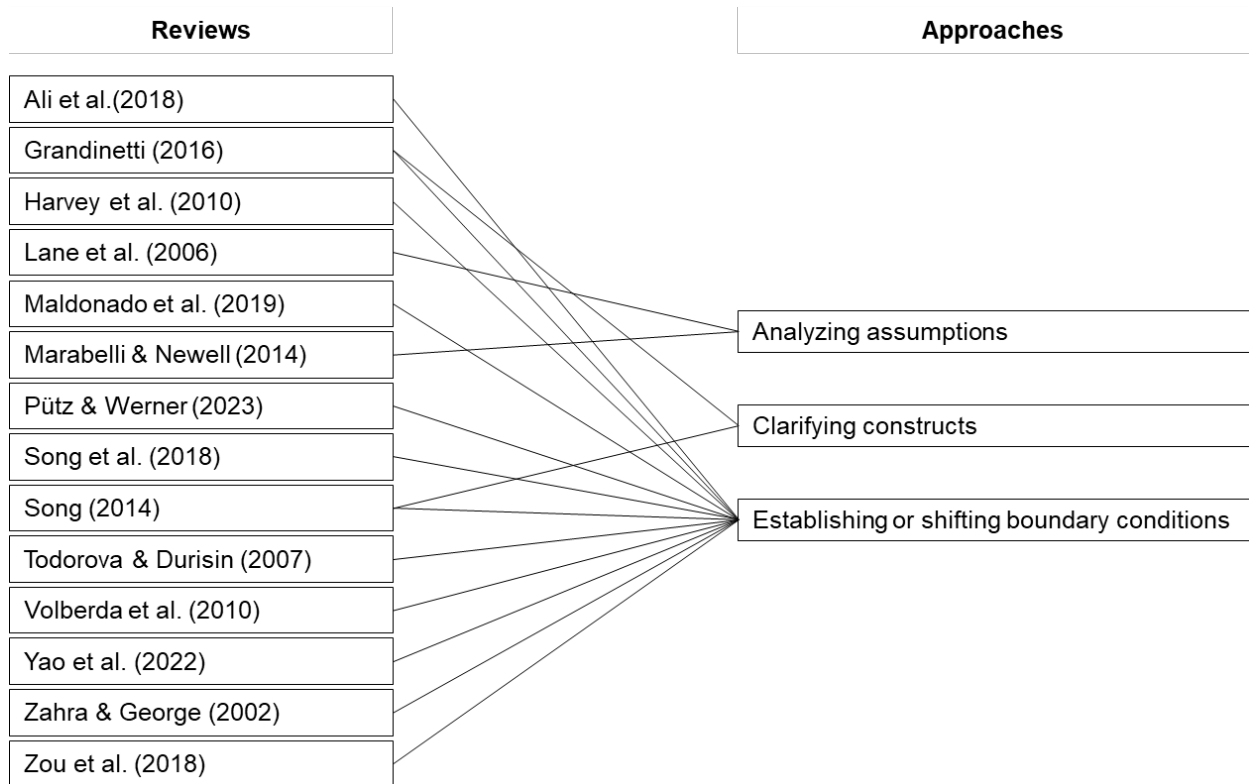 Reviews
Approaches
Ali et al.(2018)
Grandinetti (2016)
Harvey et al. (2010)
Lane et al. (2006)
Maldonado et al. (2019)
Marabelli & Newell (2014)
Pütz & Werner (2023)
Song et al. (2018)
Song (2014)
Todorova & Durisin (2007)
Volberda et al. (2010)
Yao et al. (2022)
Zahra & George (2002)
Zou et al. (2018)
Analyzing assumptions
Clarifying constructs
Establishing or shifting boundary conditions